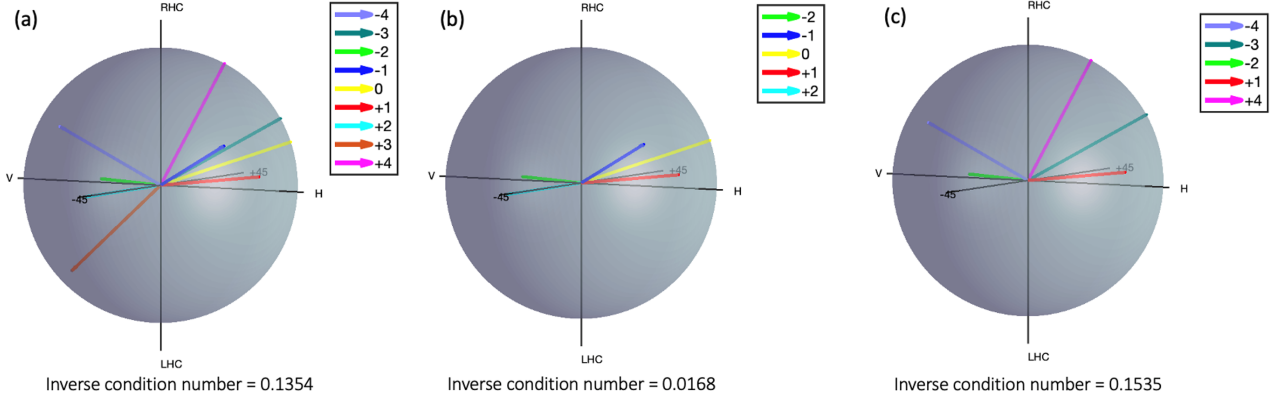 (a)
RHC
-4
-3
-2
-1
0
+1
+2
+3
+4
V
+45
-45
H
LHC
Inverse condition number = 0.1354
(b)
RHC
-2
-1
0
+1
+2
V
+45
-45
H
LHC
Inverse condition number = 0.0168
(c)
RHC
-4
-3
-2
+1
+4
V
+45
-45
H
LHC
Inverse condition number = 0.1535